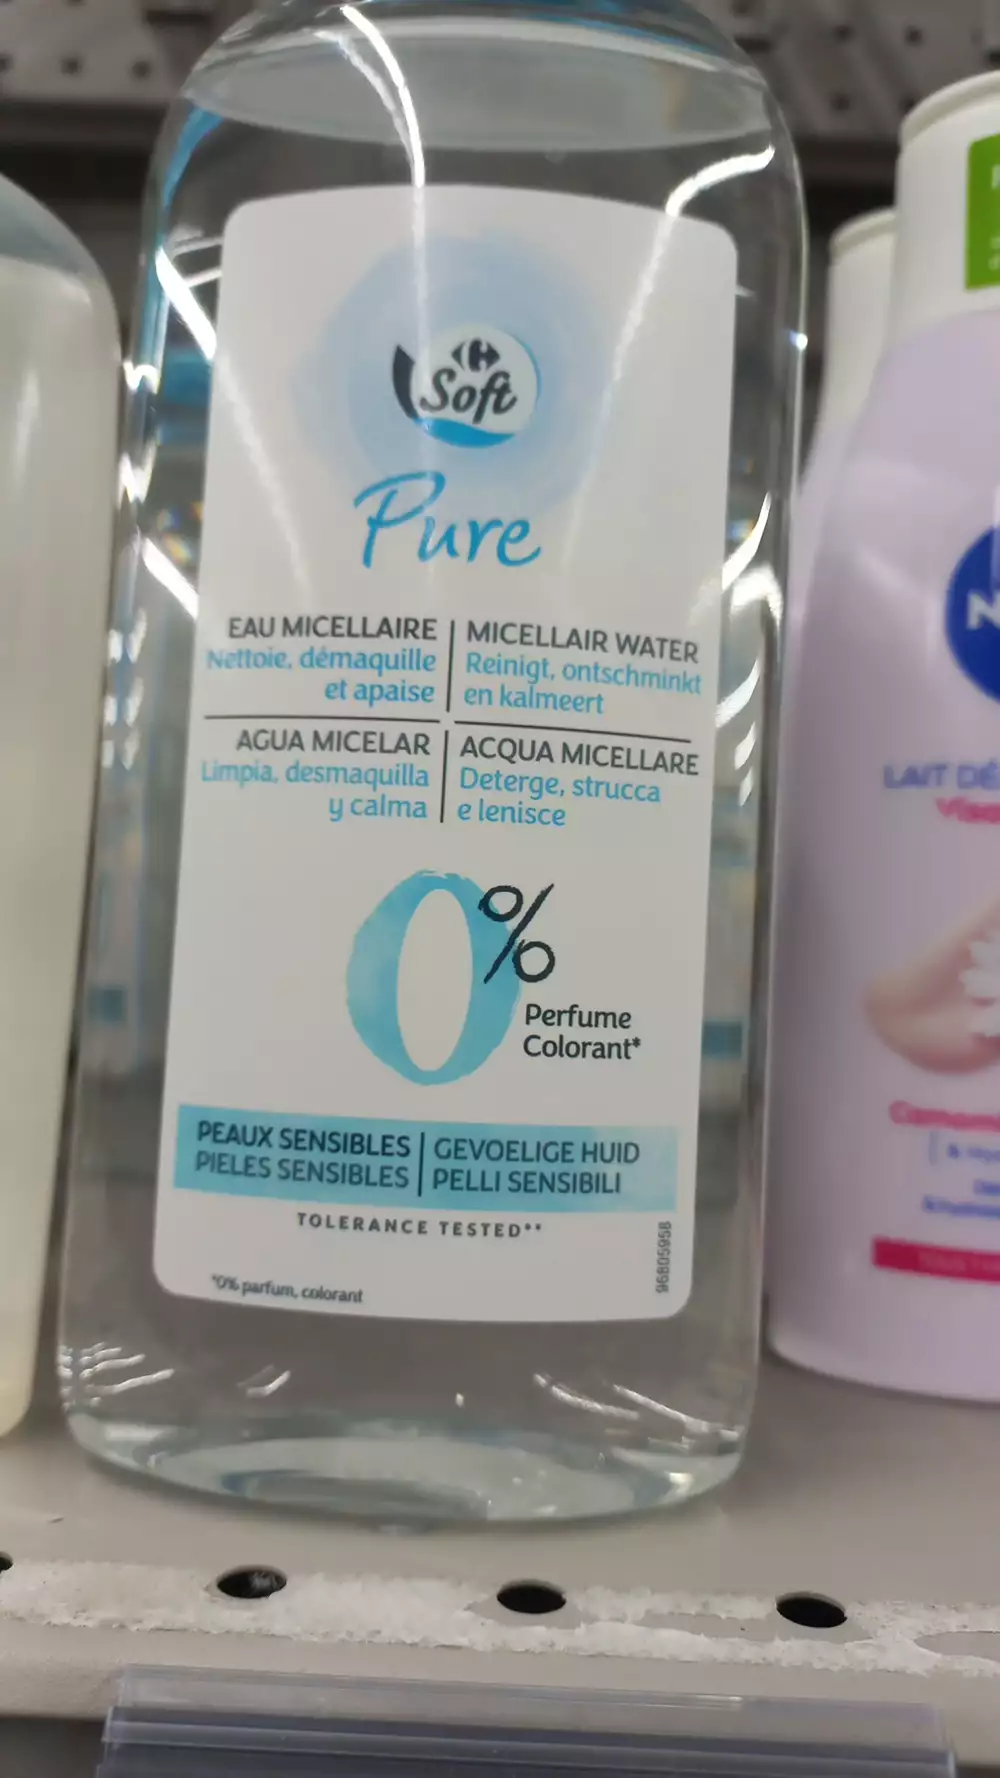 Soft
Pure
EAU MICELLAIRE
Nettoie, démaquille
et apaise
MICELLAIR WATER
Reinigt, ontschminkt
en kalmeert
AGUA MICELAR
Limpia, desmaquilla
y calma
ACQUA MICELLARE
Deterge, strucca
e lenisce
0%
Perfume
Colorant*
PEAUX SENSIBLES
PIELES SENSIBLES
GEVOELIGE HUID
PELLI SENSIBILI
TOLERANCE TESTED**
*0% parfum, colorant
96805958
N
LAIT DÉ